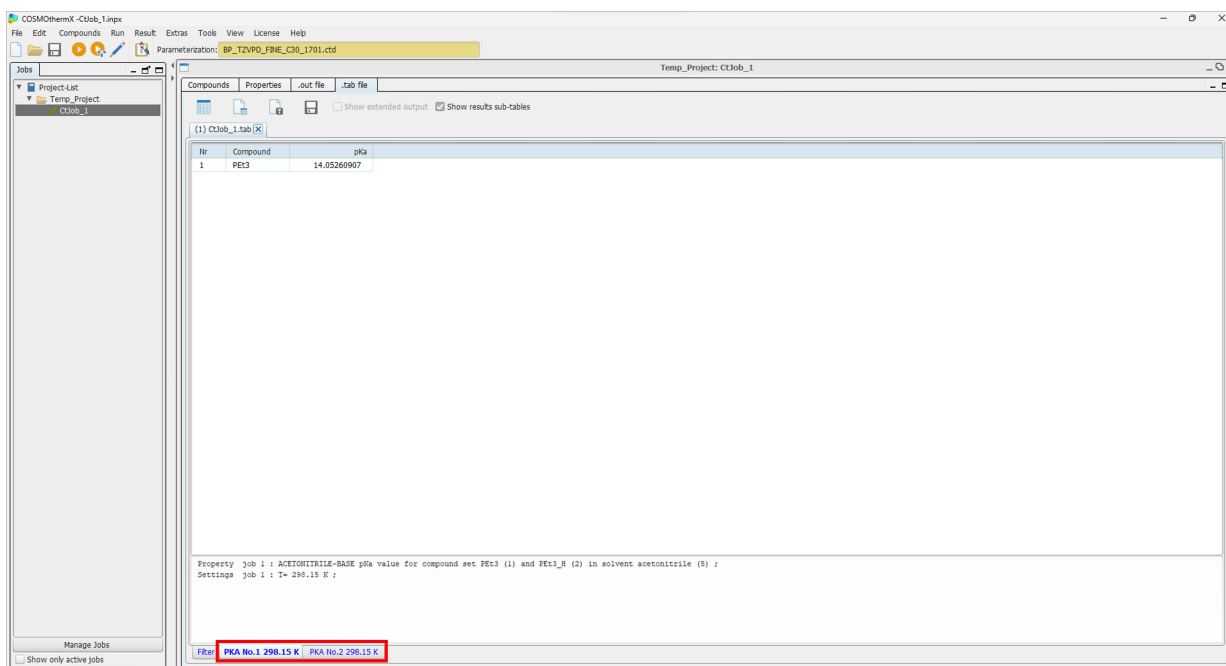 COSMOthermX -CtJob_1.inpx
File Edit Compounds Run Result Extras Tools View License Help
Parameterization: BP_TZVPD_FINE_C30_1701.ctd
Jobs
Temp_Project: CtJob_1
Project-List
Temp_Project
CtJob_1
Compounds Properties .out file .tab file
Show extended output Show results sub-tables
(1) CtJob_1.tab
Nr Compound pKa
1 PEt3 14.05260907
Property job 1 : ACETONITRILE-BASE pKa value for compound set PEt3 (1) and PEt3_H (2) in solvent acetonitrile (5) ;
Settings job 1 : T= 298.15 K ;
Manage Jobs
Show only active jobs
Filter PKA No.1 298.15 K PKA No.2 298.15 K